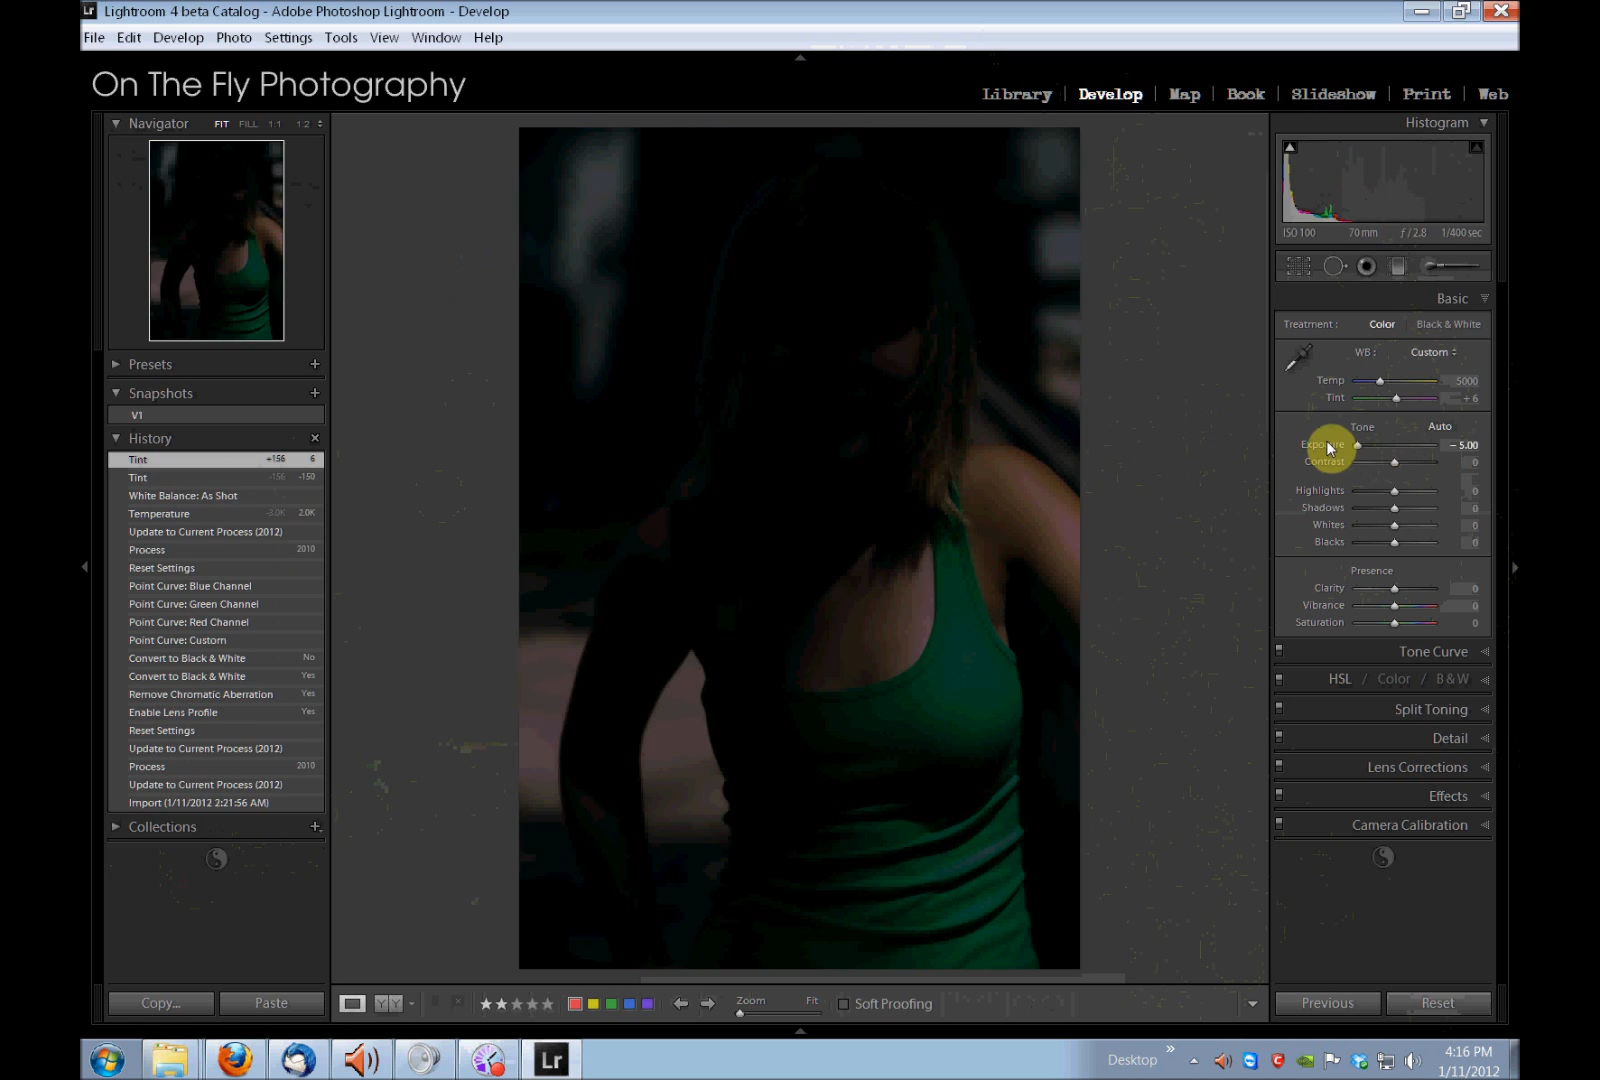 Lightroom 4 beta Catalog - Adobe Photoshop Lightroom - Develop
File Edit Develop Photo Settings Tools View Window Help
On The Fly Photography
Library | Develop | Map | Book | Slideshow | Print | Web
Navigator FIT FILL 1:1 1:2
Presets
Snapshots
V1
History
Tint +156 6
Tint -156 -150
White Balance: As Shot
Temperature -3.0K 2.0K
Update to Current Process (2012)
Process 2010
Reset Settings
Point Curve: Blue Channel
Point Curve: Green Channel
Point Curve: Red Channel
Point Curve: Custom
Convert to Black & White No
Convert to Black & White Yes
Remove Chromatic Aberration Yes
Enable Lens Profile Yes
Reset Settings
Update to Current Process (2012)
Process 2010
Update to Current Process (2012)
Import (1/11/2012 2:21:56 AM)
Collections
Copy... Paste
Zoom Fit
Soft Proofing
Histogram
ISO 100 70 mm f / 2.8 1/400 sec
Basic
Treatment : Color Black & White
WB : Custom
Temp 5000
Tint + 6
Tone Auto
Exposure - 5.00
Contrast 0
Highlights 0
Shadows 0
Whites 0
Blacks 0
Presence
Clarity 0
Vibrance 0
Saturation 0
Tone Curve
HSL / Color / B & W
Split Toning
Detail
Lens Corrections
Effects
Camera Calibration
Previous Reset
Lr
Desktop
4:16 PM
1/11/2012